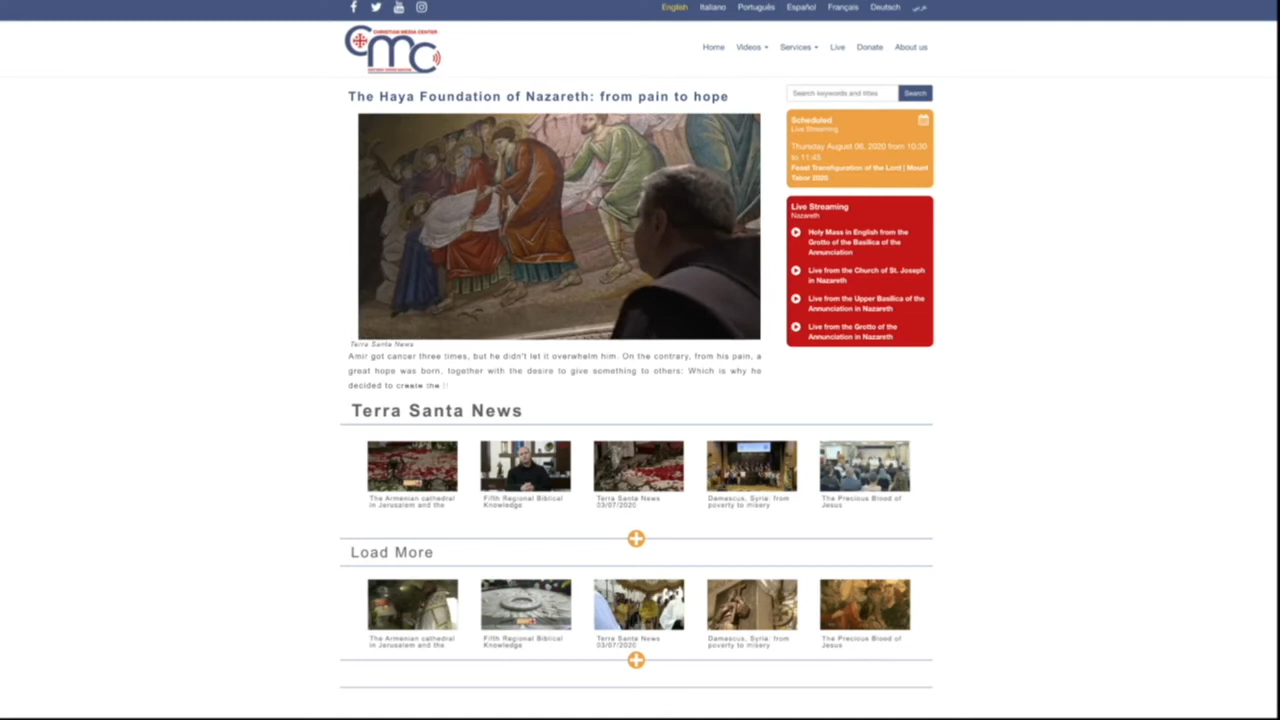 English Italiano Português Español Français Deutsch عربي
CHRISTIAN MEDIA CENTER
CMC
Home Videos Services Live Donate About us
The Haya Foundation of Nazareth: from pain to hope
Search keywords and titles Search
Scheduled
Live Streaming
Thursday August 06, 2020 from 10:30
to 11:45
Feast Transfiguration of the Lord | Mount
Tabor 2020
Live Streaming
Nazareth
Holy Mass in English from the
Grotto of the Basilica of the
Annunciation
Live from the Church of St. Joseph
in Nazareth
Live from the Upper Basilica of the
Annunciation in Nazareth
Live from the Grotto of the
Annunciation in Nazareth
Terra Santa News
Amir got cancer three times, but he didn't let it overwhelm him. On the contrary, from his pain, a
great hope was born, together with the desire to give something to others: Which is why he
decided to create the
Terra Santa News
The Armenian cathedral
in Jerusalem and the
Fifth Regional Biblical
Knowledge
Terra Santa News
03/07/2020
Damascus, Syria: from
poverty to misery
The Precious Blood of
Jesus
Load More
The Armenian cathedral
in Jerusalem and the
Fifth Regional Biblical
Knowledge
Terra Santa News
03/07/2020
Damascus, Syria: from
poverty to misery
The Precious Blood of
Jesus